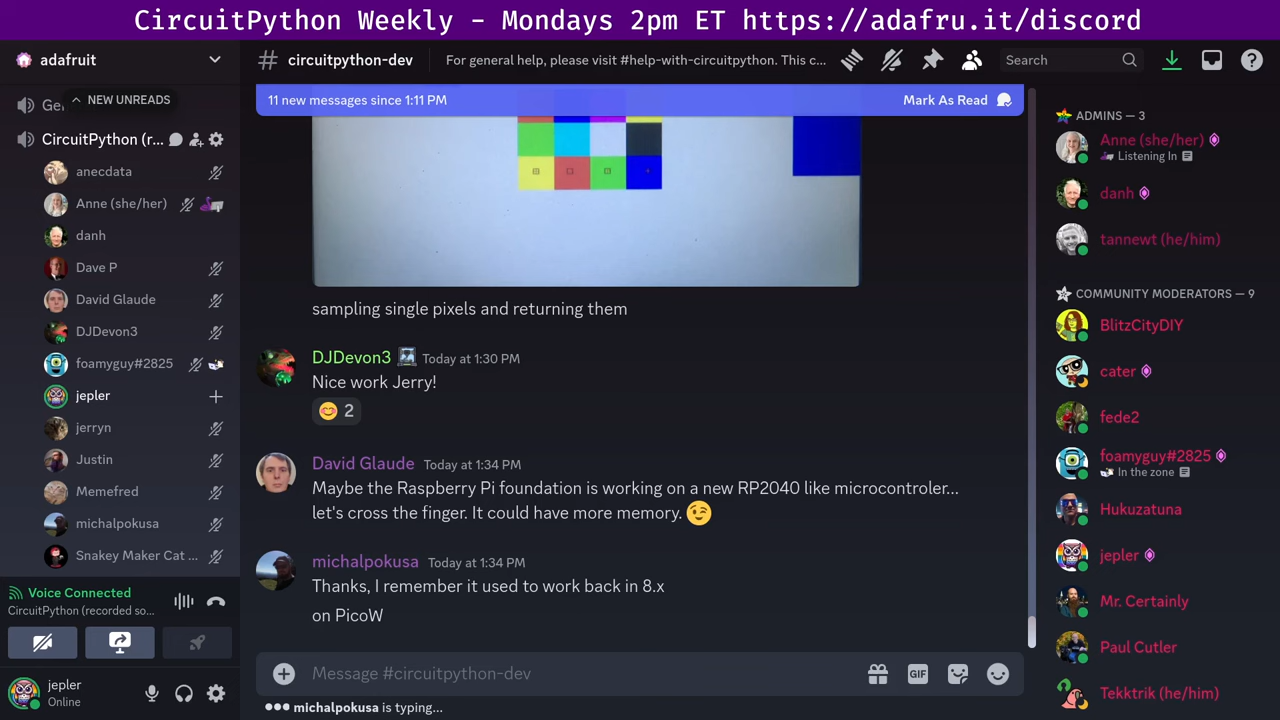 CircuitPython Weekly - Mondays 2pm ET https://adafru.it/discord
adafruit
Ge
NEW UNREADS
CircuitPython (r...
anecdata
Anne (she/her)
danh
Dave P
David Glaude
DJDevon3
foamyguy#2825
jepler
jerryn
Justin
Memefred
michalpokusa
Snakey Maker Cat ...
Voice Connected
CircuitPython (recorded so...
jepler
Online
# circuitpython-dev
For general help, please visit #help-with-circuitpython. This c...
Search
11 new messages since 1:11 PM
Mark As Read
sampling single pixels and returning them
DJDevon3 Today at 1:30 PM
Nice work Jerry!
😊 2
David Glaude Today at 1:34 PM
Maybe the Raspberry Pi foundation is working on a new RP2040 like microcontroler...
let's cross the finger. It could have more memory. 😉
michalpokusa Today at 1:34 PM
Thanks, I remember it used to work back in 8.x
on PicoW
Message #circuitpython-dev
GIF
michalpokusa is typing...
ADMINS — 3
Anne (she/her)
Listening In
danh
tannewt (he/him)
COMMUNITY MODERATORS — 9
BlitzCityDIY
cater
fede2
foamyguy#2825
In the zone
Hukuzatuna
jepler
Mr. Certainly
Paul Cutler
Tekktrik (he/him)